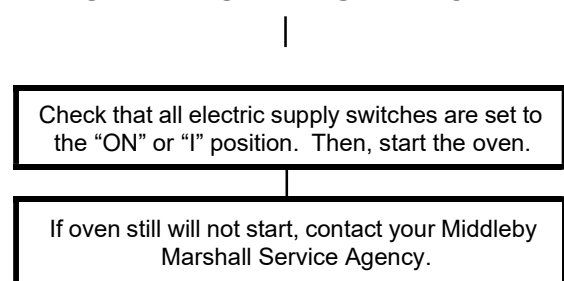 Check that all electric supply switches are set to
the “ON” or “I” position.  Then, start the oven.
If oven still will not start, contact your Middleby
Marshall Service Agency.